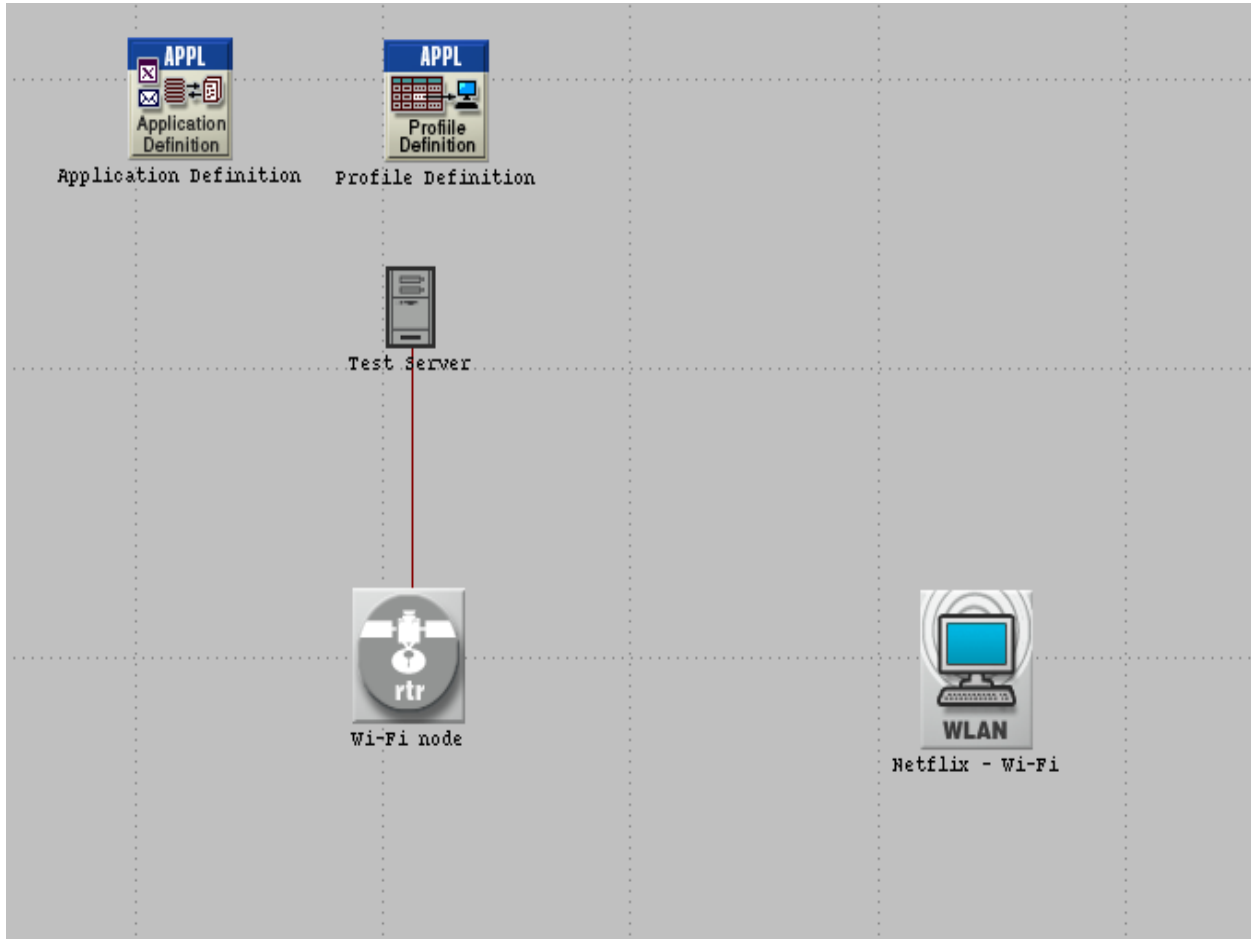 APPL
Application
Definition
Application Definition
APPL
Profiile
Definition
Profile Definition
Test Server
rtr
Wi-Fi node
WLAN
Netflix - Wi-Fi